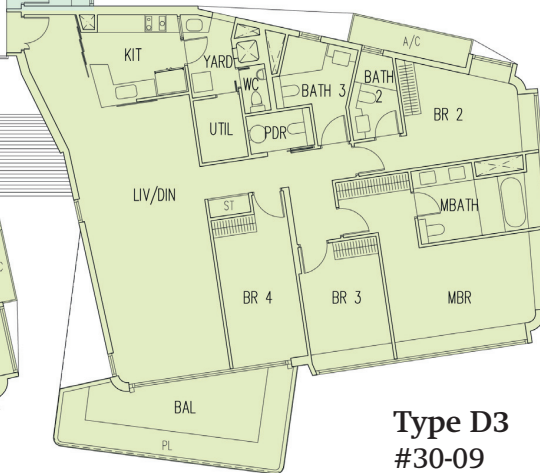 A/C
KIT
YARD
WC
BATH 3
BATH
2
BR 2
UTIL
PDR
LIV/DIN
ST
MBATH
BR 4
BR 3
MBR
BAL
PL
Type D3
#30-09